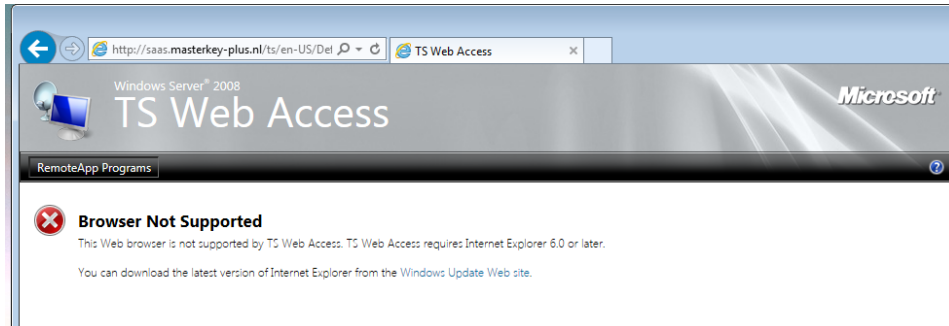 http://saas.masterkey-plus.nl/ts/en-US/Def
TS Web Access
Windows Server® 2008
TS Web Access
Microsoft
RemoteApp Programs
Browser Not Supported
This Web browser is not supported by TS Web Access. TS Web Access requires Internet Explorer 6.0 or later.
You can download the latest version of Internet Explorer from the Windows Update Web site.